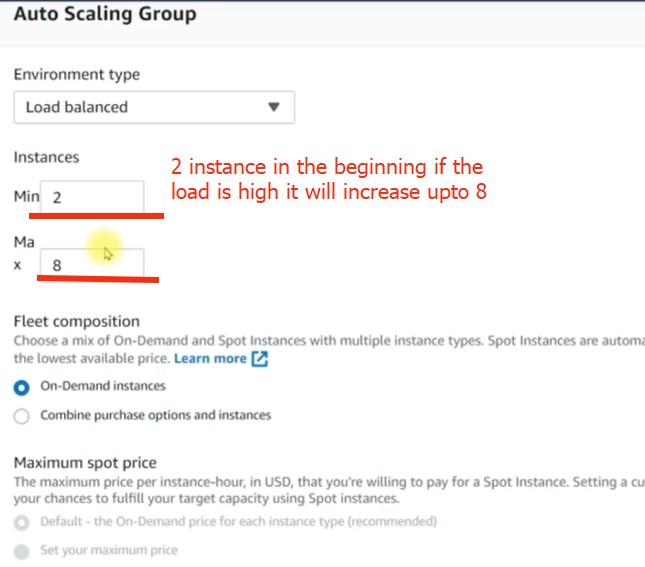 Auto Scaling Group
Environment type
Load balanced
Instances
2 instance in the beginning if the
load is high it will increase upto 8
Min 2
Ma
x 8
Fleet composition
Choose a mix of On-Demand and Spot Instances with multiple instance types. Spot Instances are automa
the lowest available price. Learn more
On-Demand instances
Combine purchase options and instances
Maximum spot price
The maximum price per instance-hour, in USD, that you're willing to pay for a Spot Instance. Setting a cu
your chances to fulfill your target capacity using Spot instances.
Default - the On-Demand price for each instance type (recommended)
Set your maximum price